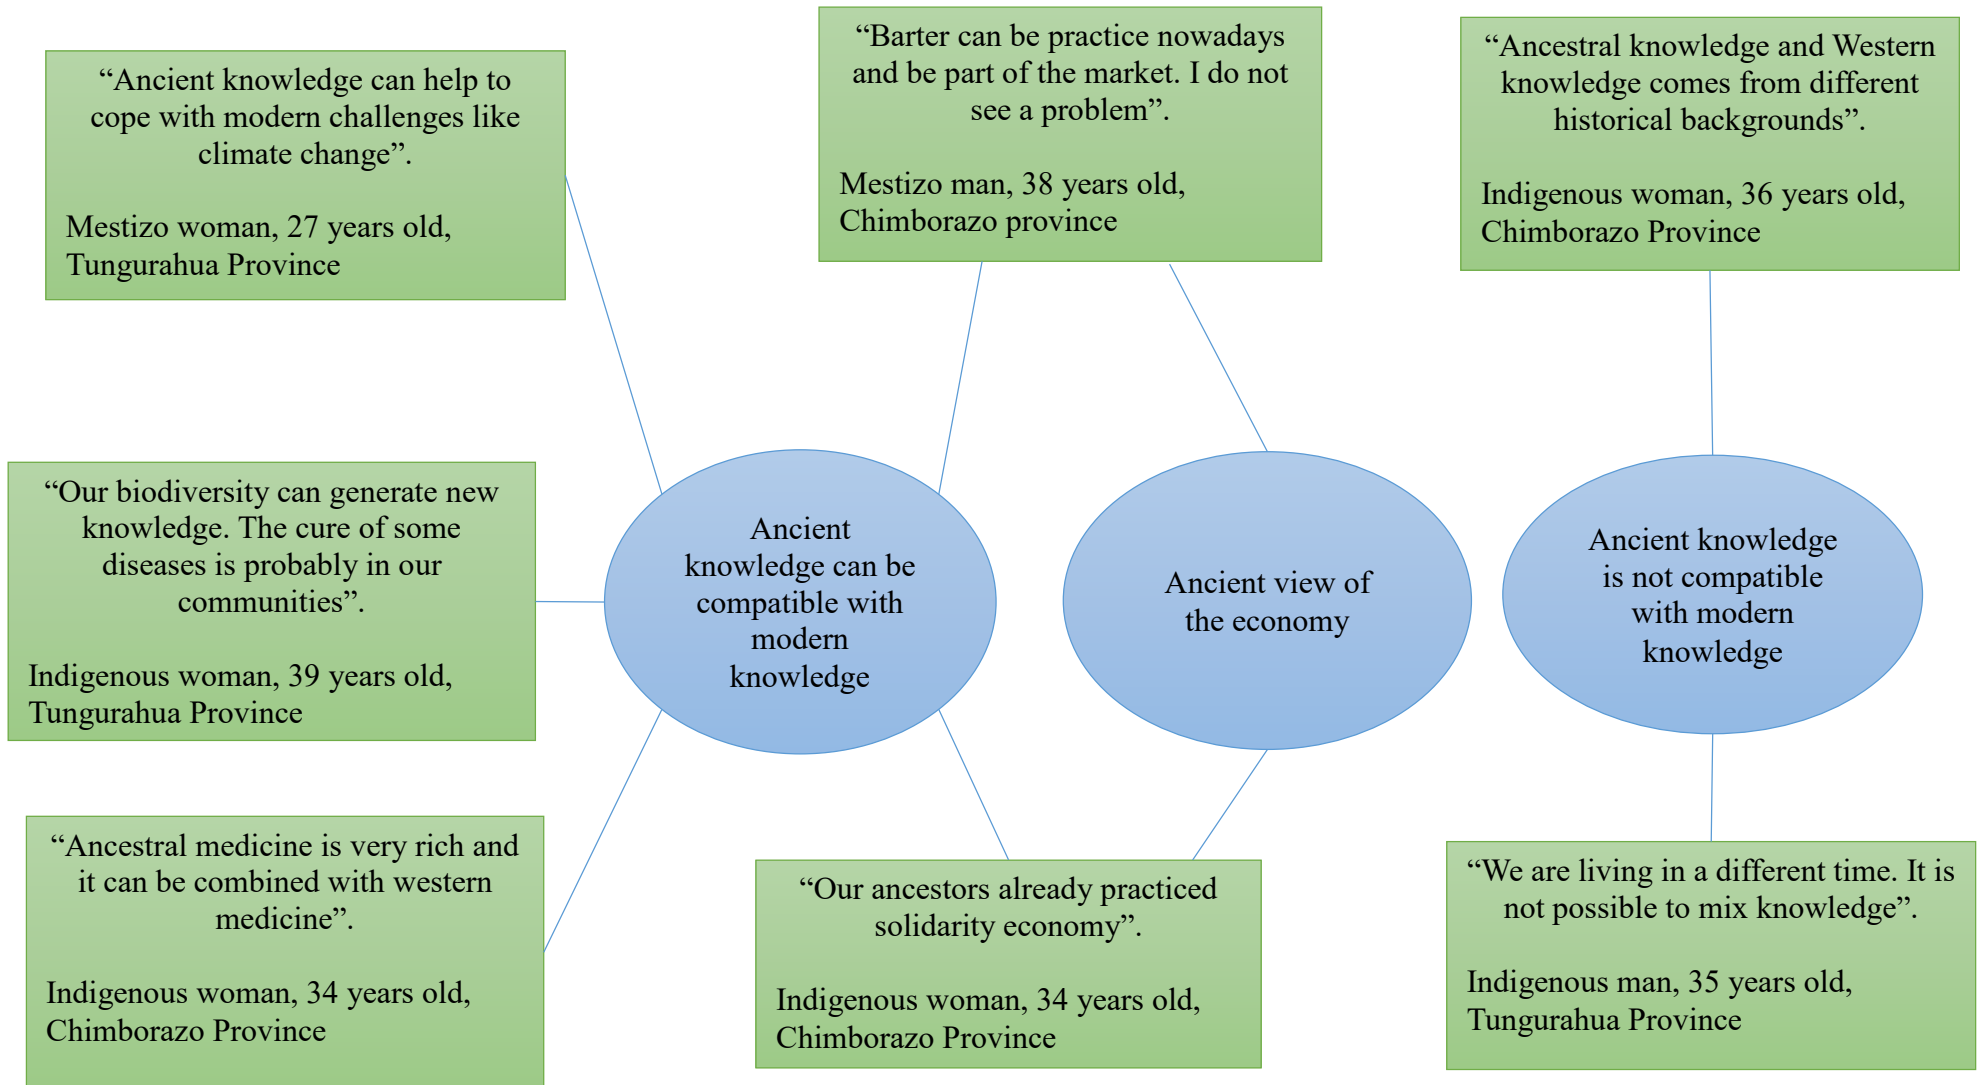 “Ancient knowledge can help to
cope with modern challenges like
climate change”.
Mestizo woman, 27 years old,
Tungurahua Province
“Barter can be practice nowadays
and be part of the market. I do not
see a problem”.
Mestizo man, 38 years old,
Chimborazo province
“Ancestral knowledge and Western
knowledge comes from different
historical backgrounds”.
Indigenous woman, 36 years old,
Chimborazo Province
“Our biodiversity can generate new
knowledge. The cure of some
diseases is probably in our
communities”.
Indigenous woman, 39 years old,
Tungurahua Province
Ancient
knowledge can be
compatible with
modern
knowledge
Ancient view of
the economy
Ancient knowledge
is not compatible
with modern
knowledge
“Ancestral medicine is very rich and
it can be combined with western
medicine”.
Indigenous woman, 34 years old,
Chimborazo Province
“Our ancestors already practiced
solidarity economy”.
Indigenous woman, 34 years old,
Chimborazo Province
“We are living in a different time. It is
not possible to mix knowledge”.
Indigenous man, 35 years old,
Tungurahua Province